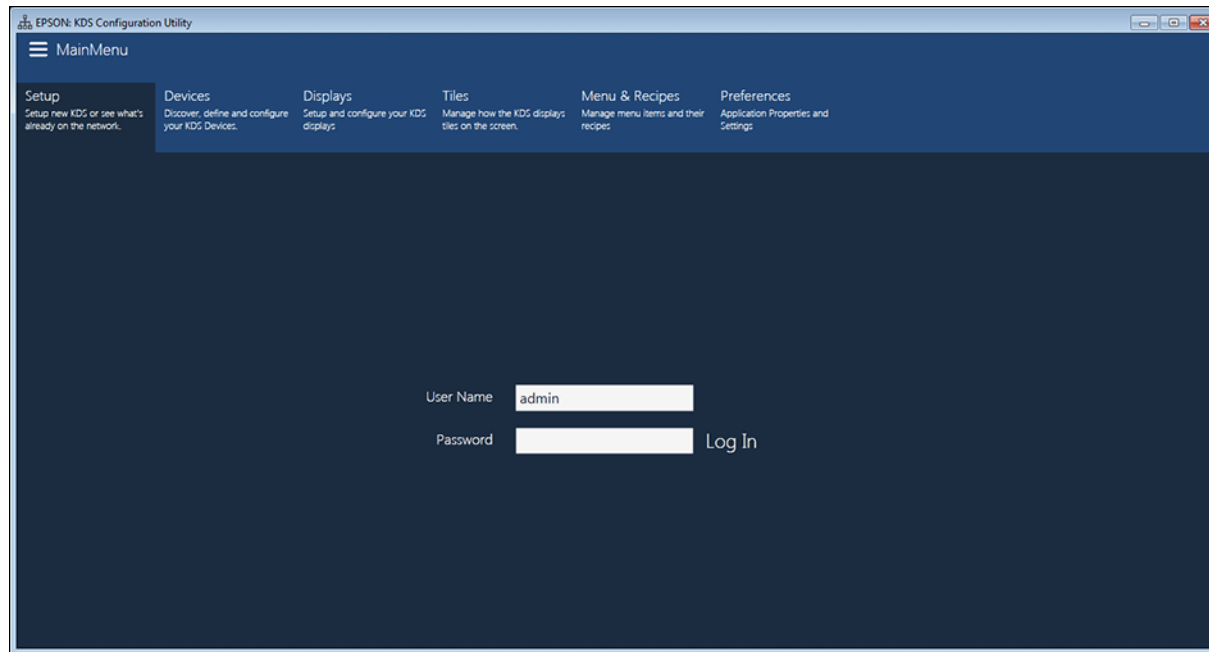 EPSON: KDS Configuration Utility
MainMenu
Setup
Setup new KDS or see what's
already on the network.
Devices
Discover, define and configure
your KDS Devices.
Displays
Setup and configure your KDS
displays
Tiles
Manage how the KDS displays
tiles on the screen.
Menu & Recipes
Manage menu items and their
recipes
Preferences
Application Properties and
Settings
User Name admin
Password Log In